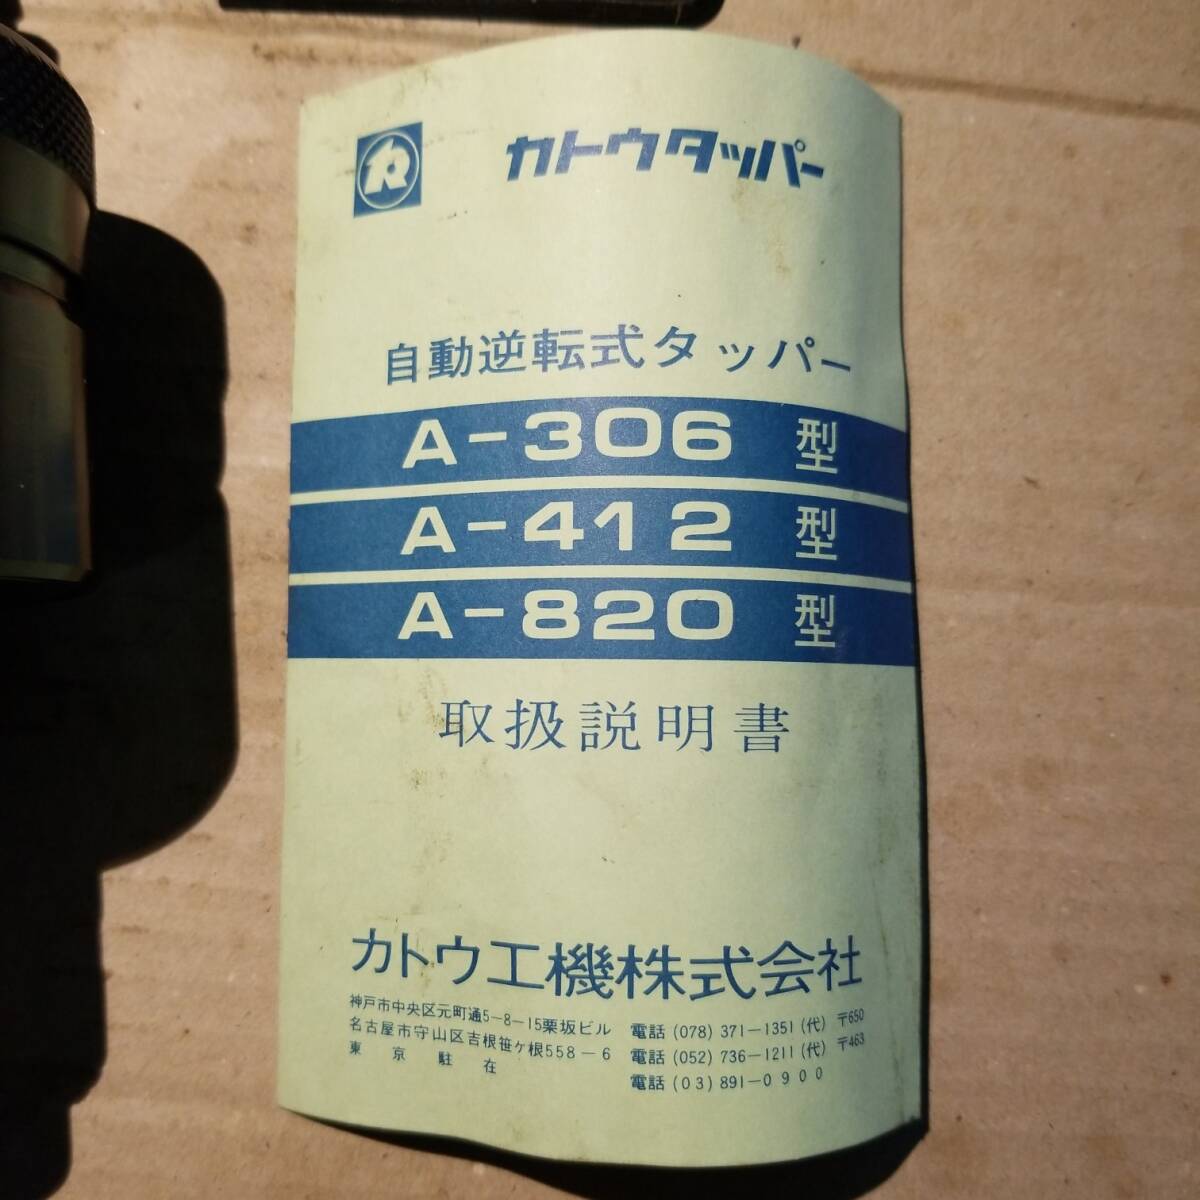 カトウタッパー
自動逆転式タッパー
A-306 型
A-412 型
A-820 型
取扱説明書
カトウ工機株式会社
神戸市中央区元町通5-8-15栗坂ビル 電話 (078) 371-1351 (代) 〒650
名古屋市守山区吉根笹ヶ根558-6 電話 (052) 736-1211 (代) 〒463
東京駐在 電話 (03) 891-0900